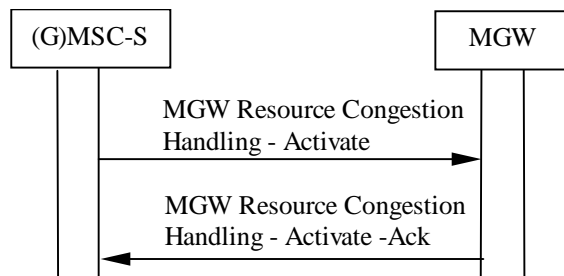 (G)MSC-S
MGW
MGW Resource Congestion
Handling - Activate
MGW Resource Congestion
Handling - Activate -Ack